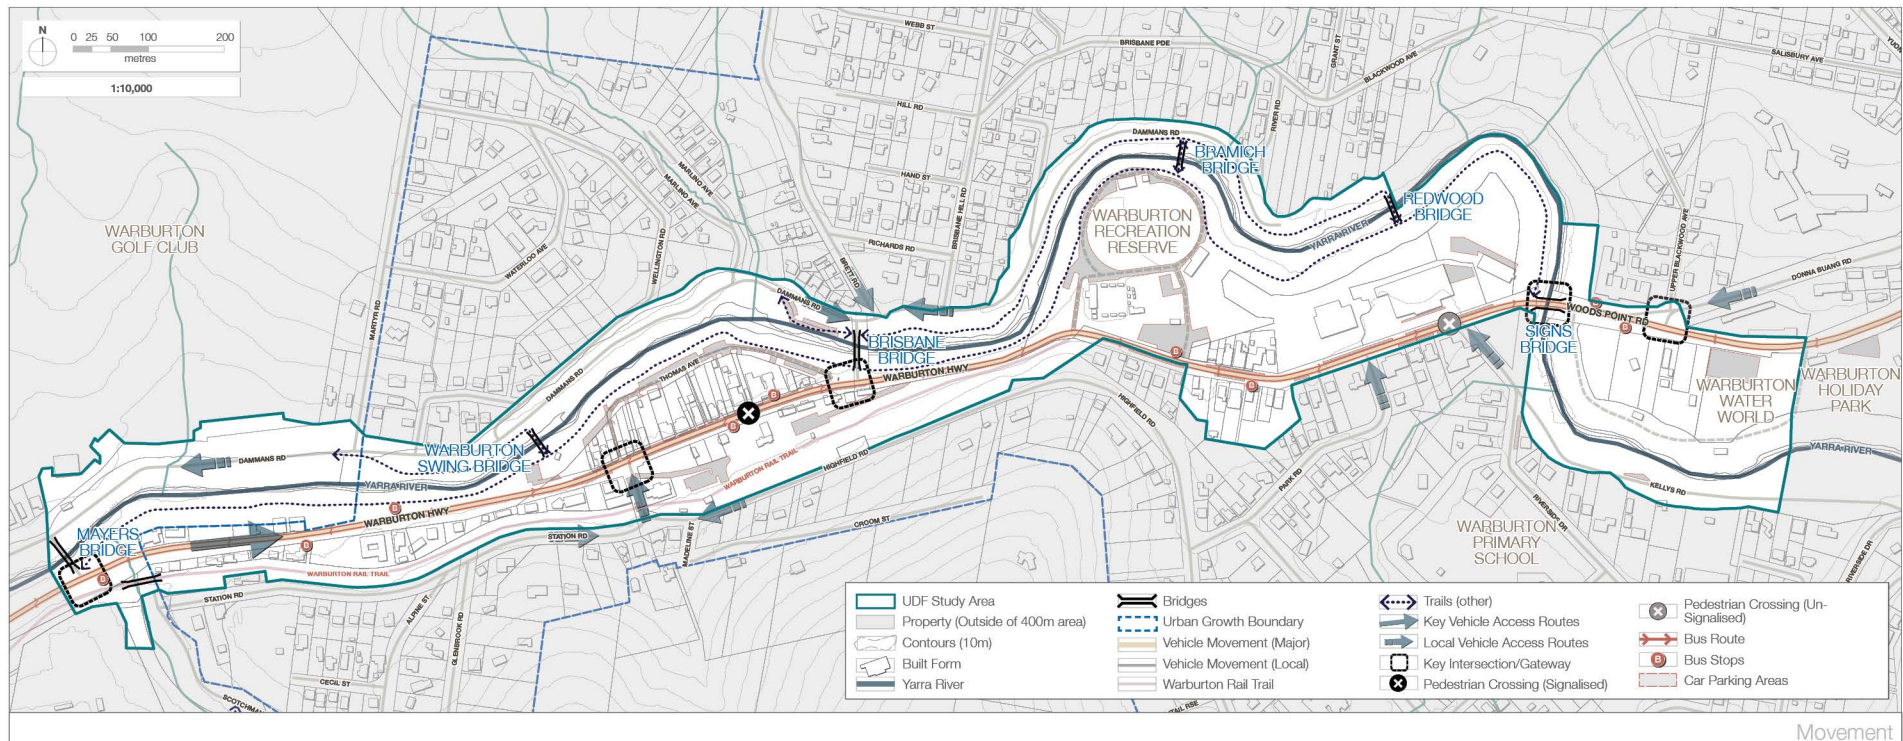 N
0 25 50 100 200
metres
1:10,000
WEBB ST
BRISBANE PDE
GRANT ST
BLACKWOOD AVE
SALISBURY AVE
HILL RD
RIVER RD
DAMMANS RD
BRAMICH
BRIDGE
MARLINO AVE
MARLINO AVE
HAND ST
BRISBANE HILL RD
REDWOOD
BRIDGE
WARBURTON
GOLF CLUB
WARBURTON
RECREATION
RESERVE
YARRA RIVER
UPPER BLACKWOOD AVE
WATERLOO AVE
WELLINGTON RD
RICHARDS RD
BRETT RD
DONNA BUANG RD
MARTYR RD
DAMMANS RD
WOODS POINT RD
SIGNS
BRIDGE
BRISBANE
BRIDGE
THOMAS AVE
WARBURTON HWY
DAMMANS RD
WARBURTON
WATER
WORLD
WARBURTON
HOLIDAY
PARK
HIGHFIELD RD
B
B
B
B
B
B
B
B
B
WARBURTON
SWING BRIDGE
DAMMANS RD
YARRA RIVER
WARBURTON RAIL TRAIL
HIGHFIELD RD
PARK RD
YARRA RIVER
KELLYS RD
RIVERSIDE DR
WARBURTON HWY
CROOM ST
MADELINE ST
STATION RD
MAYERS
BRIDGE
WARBURTON
PRIMARY
SCHOOL
RIVERSIDE DR
WARBURTON RAIL TRAIL
STATION RD
ALPINE ST
GLENBROOK RD
CECIL ST
UDF Study Area
Property (Outside of 400m area)
Contours (10m)
Built Form
Yarra River
Bridges
Urban Growth Boundary
Vehicle Movement (Major)
Vehicle Movement (Local)
Warburton Rail Trail
Trails (other)
Key Vehicle Access Routes
Local Vehicle Access Routes
Key Intersection/Gateway
Pedestrian Crossing (Signalised)
Pedestrian Crossing (Un-
Signalised)
Bus Route
B Bus Stops
Car Parking Areas
Movement